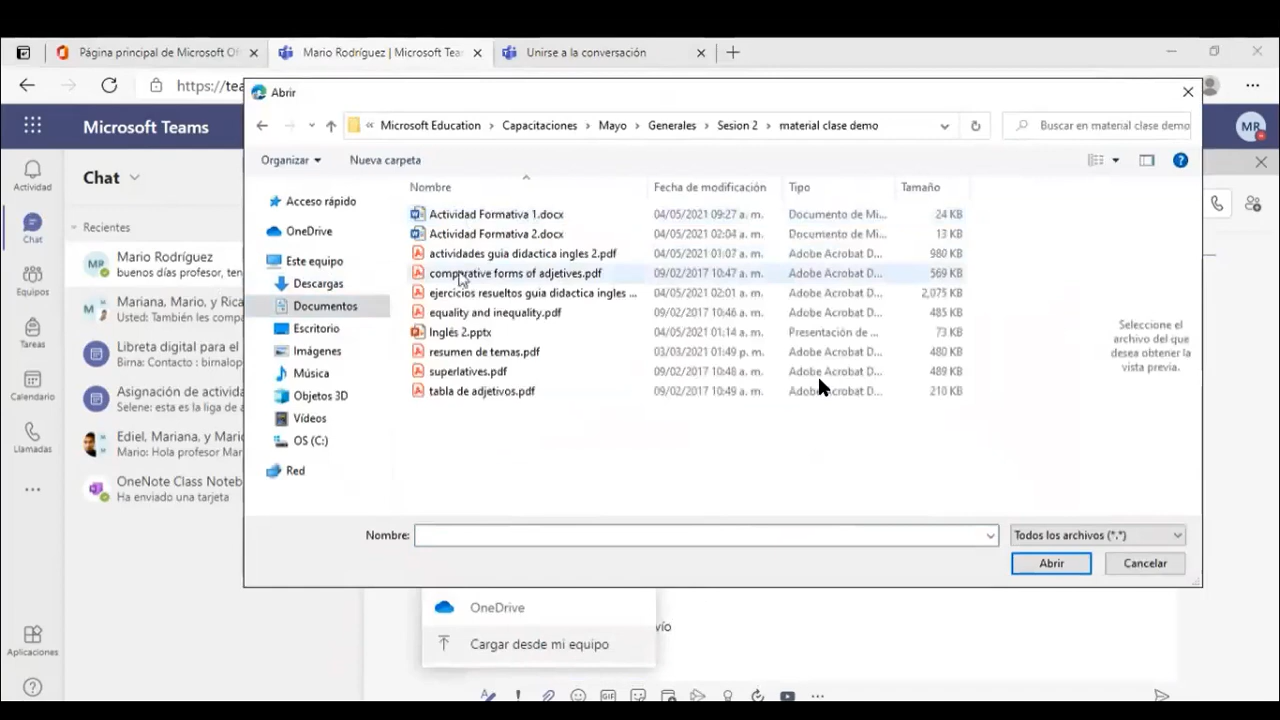 Página principal de Microsoft Of
Mario Rodríguez | Microsoft Tea
Unirse a la conversación
https://tea
Abrir
Microsoft Education > Capacitaciones > Mayo > Generales > Sesion 2 > material clase demo
Buscar en material clase demo
Microsoft Teams
MR
Organizar
Nueva carpeta
Actividad
Chat
Equipos
Tareas
Calendario
Llamadas
Aplicaciones
Chat
Recientes
MP
Mario Rodríguez
buenos días profesor, ten
M
Mariana, Mario, y Rica
Usted: También les compa
Libreta digital para el
Birna: Contacto : birnalop
Asignación de activida
Selene: esta es la liga de a
Ediel, Mariana, y Mario
Mario: Hola profesor Mar
OneNote Class Noteb
Ha enviado una tarjeta
Acceso rápido
OneDrive
Este equipo
Descargas
Documentos
Escritorio
Imágenes
Música
Objetos 3D
Vídeos
OS (C:)
Red
Nombre Fecha de modificación Tipo Tamaño
Actividad Formativa 1.docx 04/05/2021 09:27 a. m. Documento de Mi... 24 KB
Actividad Formativa 2.docx 04/05/2021 02:04 a. m. Documento de Mi... 13 KB
actividades guia didactica ingles 2.pdf 04/05/2021 01:07 a. m. Adobe Acrobat D... 980 KB
comparative forms of adjetives.pdf 09/02/2017 10:47 a. m. Adobe Acrobat D... 569 KB
ejercicios resueltos guia didactica ingles ... 04/05/2021 02:01 a. m. Adobe Acrobat D... 2,075 KB
equality and inequality.pdf 09/02/2017 10:46 a. m. Adobe Acrobat D... 485 KB
Inglés 2.pptx 04/05/2021 01:14 a. m. Presentación de ... 73 KB
resumen de temas.pdf 03/03/2021 01:49 p. m. Adobe Acrobat D... 480 KB
superlatives.pdf 09/02/2017 10:48 a. m. Adobe Acrobat D... 489 KB
tabla de adjetivos.pdf 09/02/2017 10:49 a. m. Adobe Acrobat D... 210 KB
Seleccione el
archivo del que
desea obtener la
vista previa.
Nombre:
Todos los archivos (*.*)
Abrir
Cancelar
OneDrive
vío
Cargar desde mi equipo
GIF